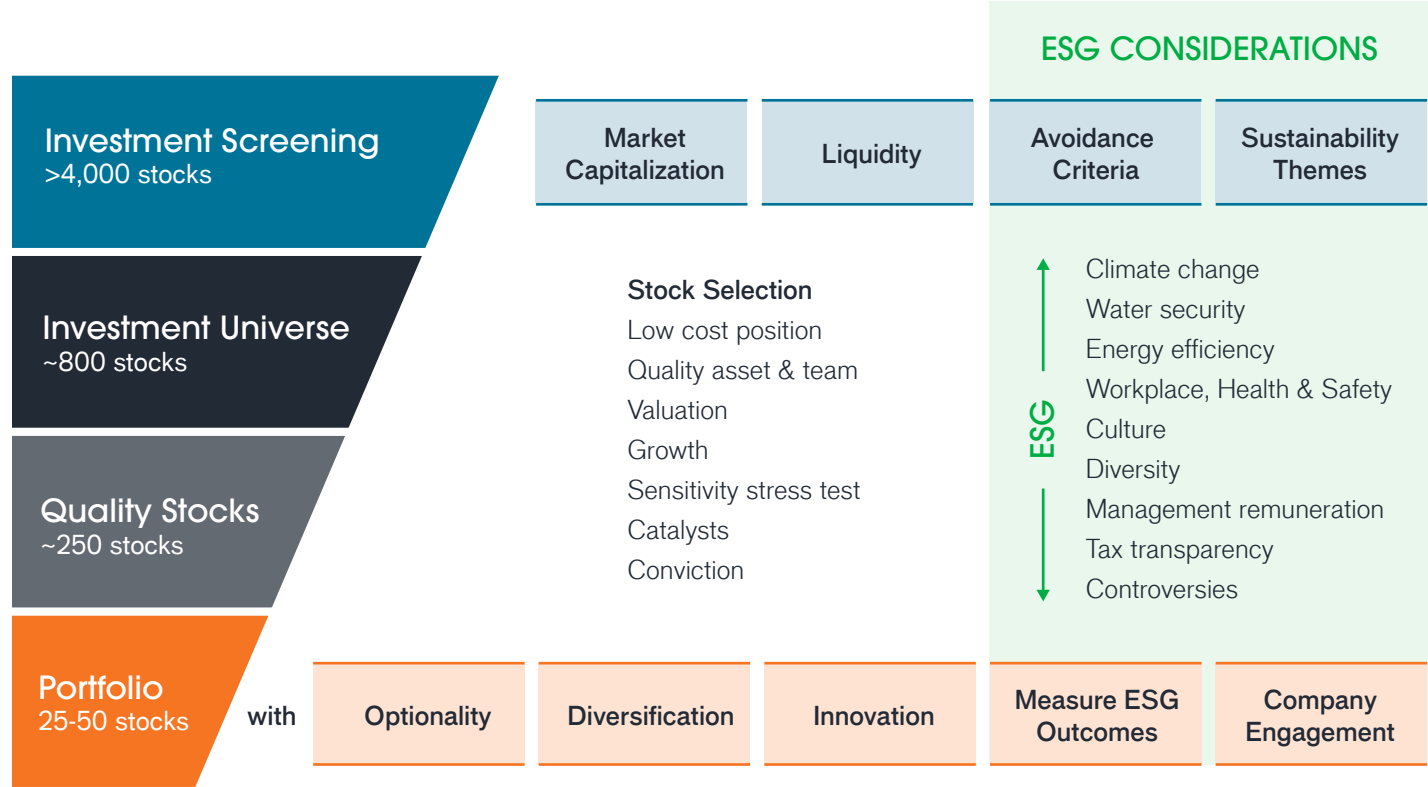 ESG CONSIDERATIONS
Investment Screening
>4,000 stocks
Market
Capitalization
Liquidity
Avoidance
Criteria
Sustainability
Themes
Investment Universe
~800 stocks
Quality Stocks
~250 stocks
Stock Selection
Low cost position
Quality asset & team
Valuation
Growth
Sensitivity stress test
Catalysts
Conviction
ESG
Climate change
Water security
Energy efficiency
Workplace, Health & Safety
Culture
Diversity
Management remuneration
Tax transparency
Controversies
Portfolio
25-50 stocks
with
Optionality
Diversification
Innovation
Measure ESG
Outcomes
Company
Engagement